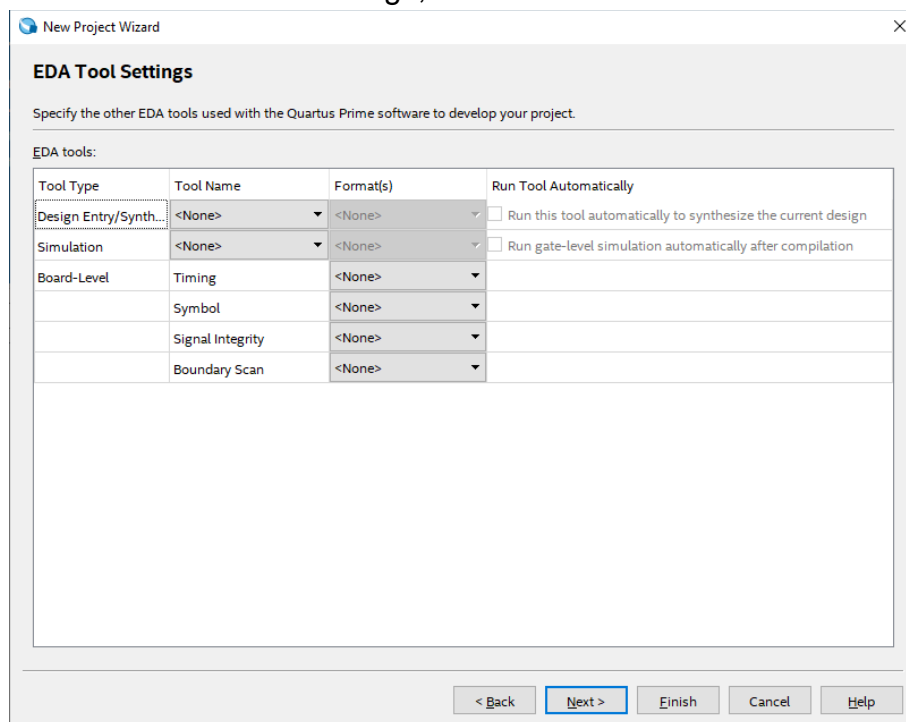 New Project Wizard
EDA Tool Settings
Specify the other EDA tools used with the Quartus Prime software to develop your project.
EDA tools:
Tool Type Tool Name Format(s) Run Tool Automatically
Design Entry/Synth... <None> <None> Run this tool automatically to synthesize the current design
Simulation <None> <None> Run gate-level simulation automatically after compilation
Board-Level Timing <None>
Symbol <None>
Signal Integrity <None>
Boundary Scan <None>
< Back Next > Finish Cancel Help